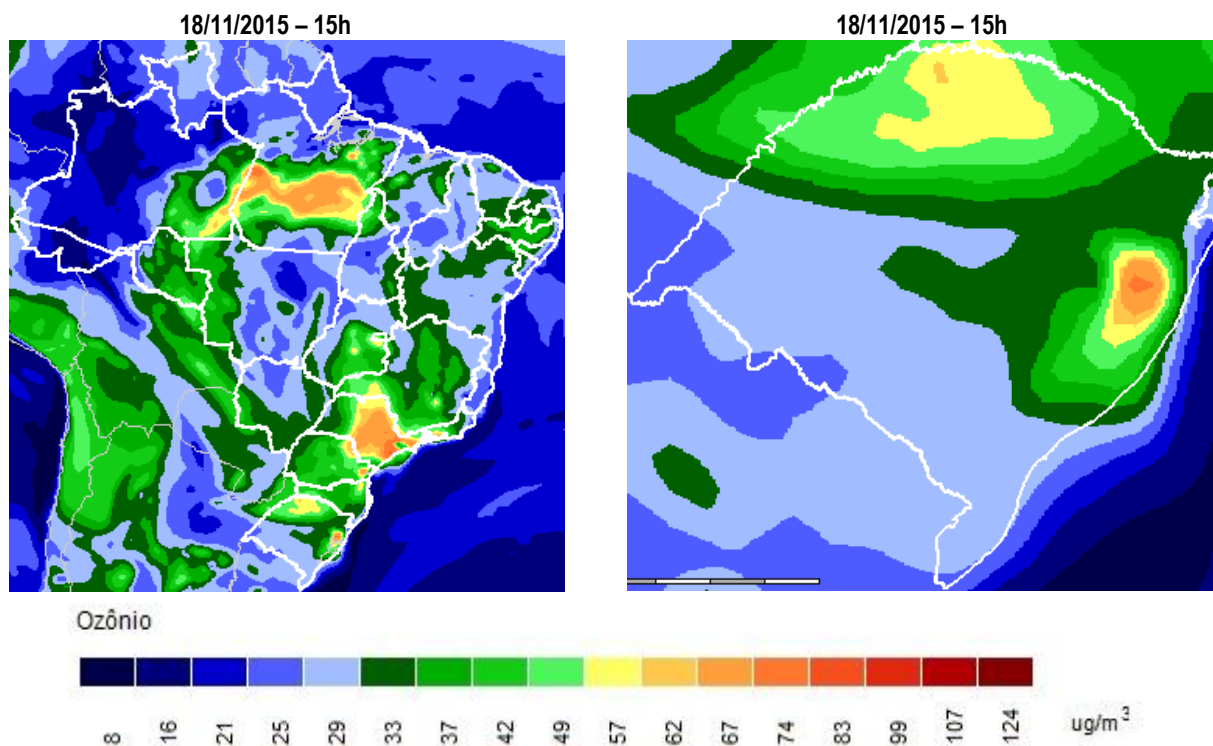 18/11/2015 – 15h
18/11/2015 – 15h
Ozônio
8 16 21 25 29 33 37 42 49 57 62 67 74 83 99 107 124 ug/m³